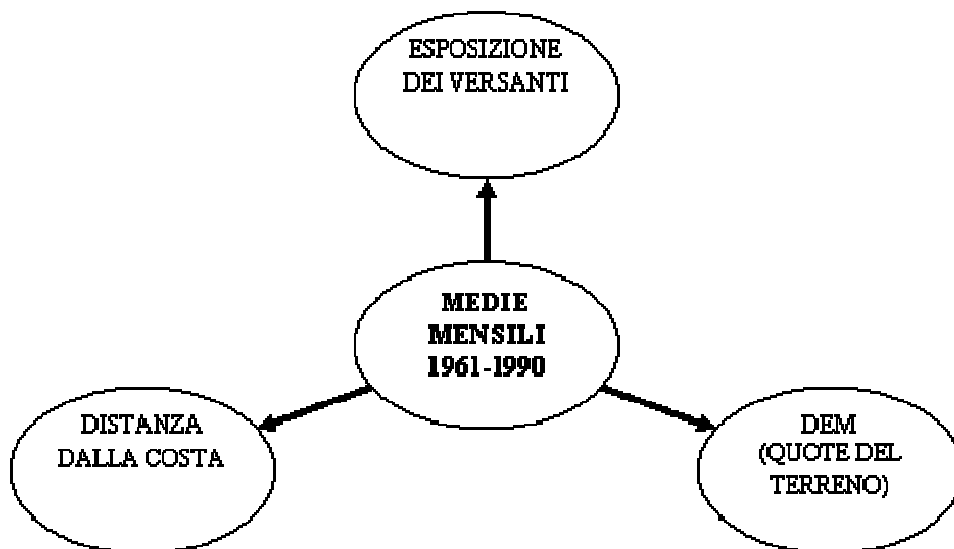 ESPOSIZIONE
DEI VERSANTI
MEDIE
MENSILI
1961-1990
DISTANZA
DALLA COSTA
DEM
(QUOTE DEL
TERRENO)